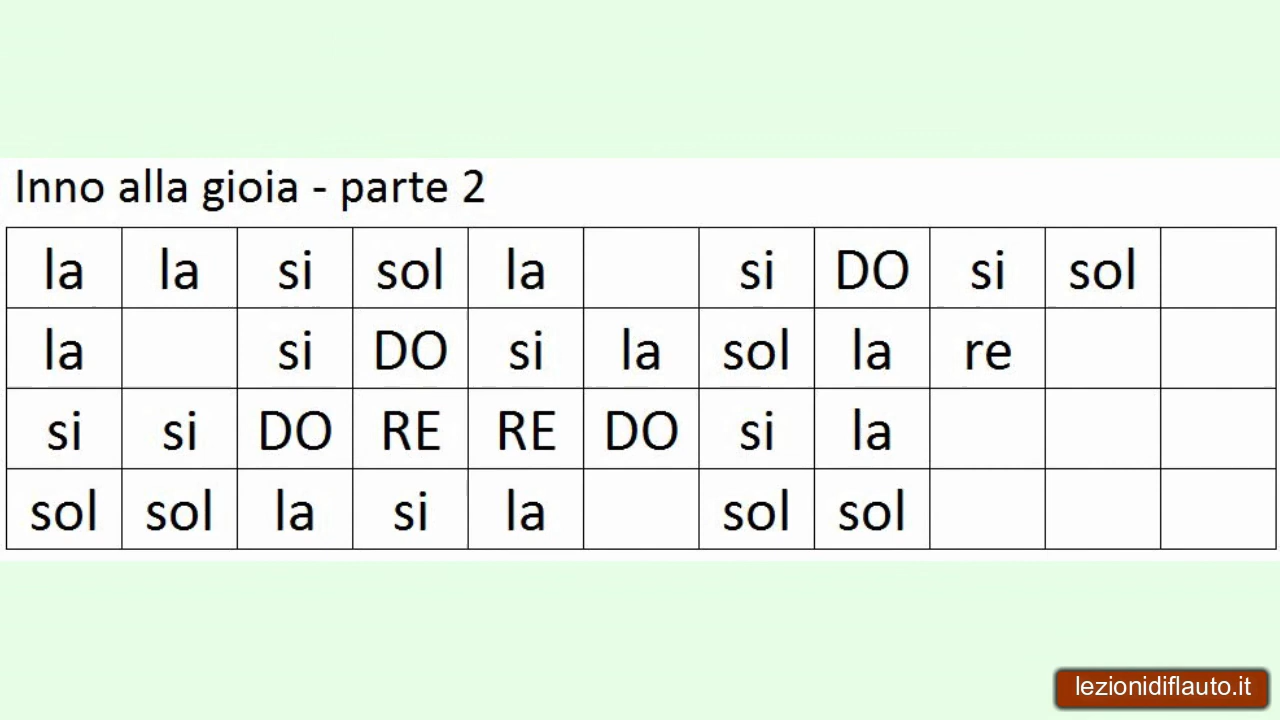 Inno alla gioia - parte 2
la la si sol la si DO si sol
la si DO si la sol la re
si si DO RE RE DO si la
sol sol la si la sol sol
lezionidiflauto.it